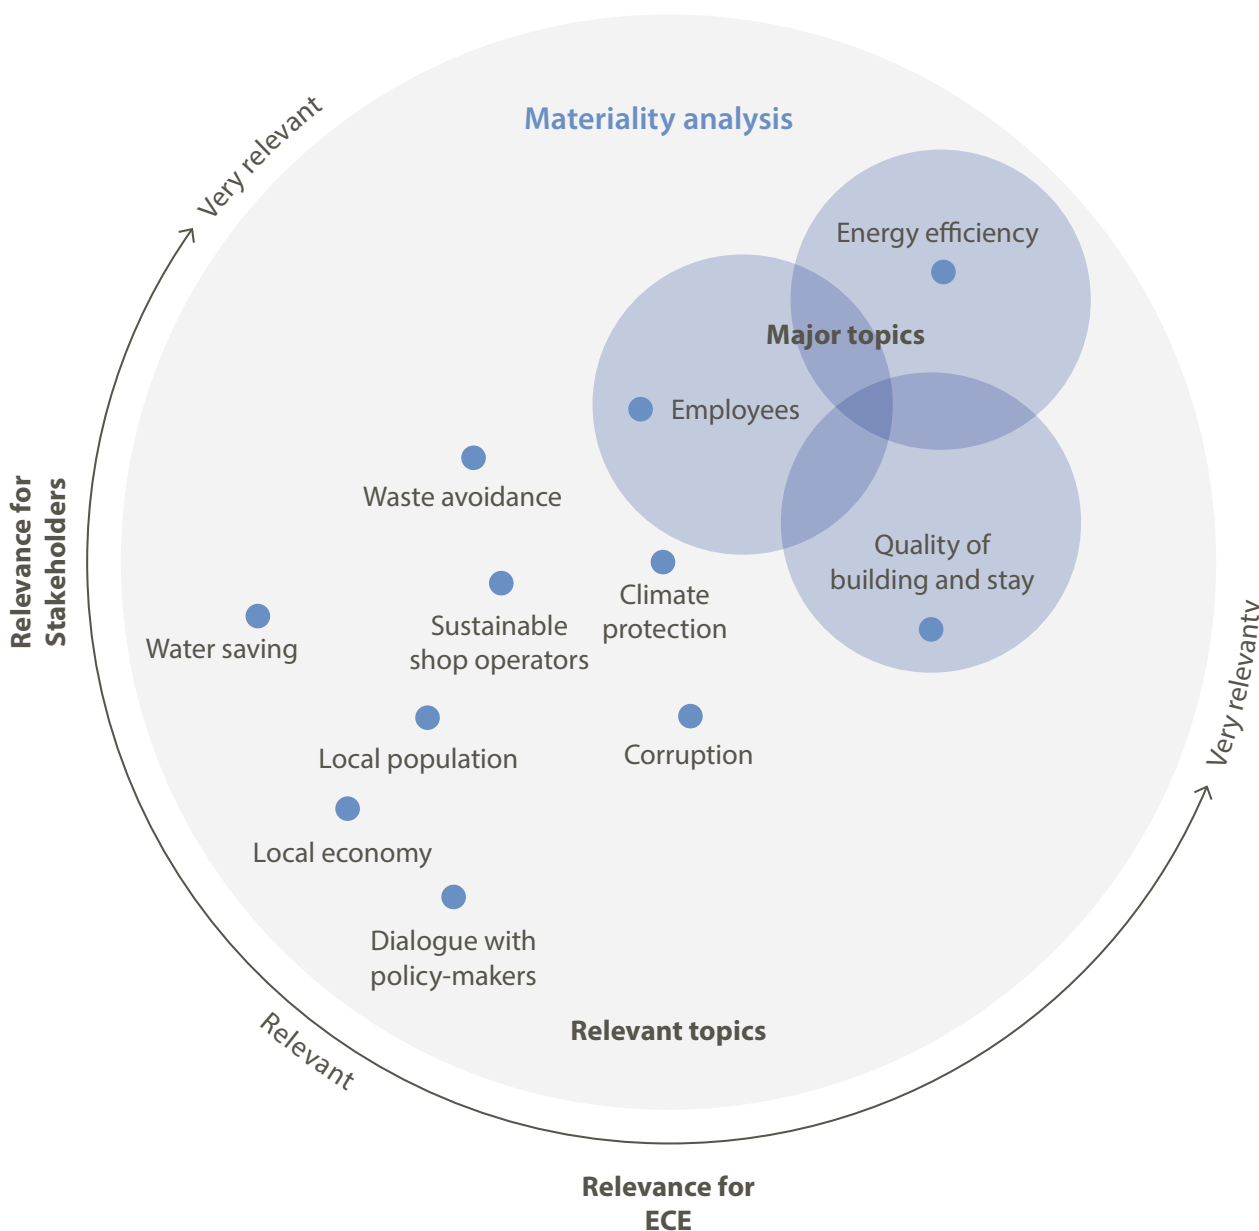 Materiality analysis
Very relevant
Energy efficiency
Major topics
Employees
Waste avoidance
Quality of
building and stay
Climate
protection
Sustainable
shop operators
Water saving
Relevance for
Stakeholders
Local population
Corruption
Very relevanty
Local economy
Dialogue with
policy-makers
Relevant
Relevant topics
Relevance for
ECE